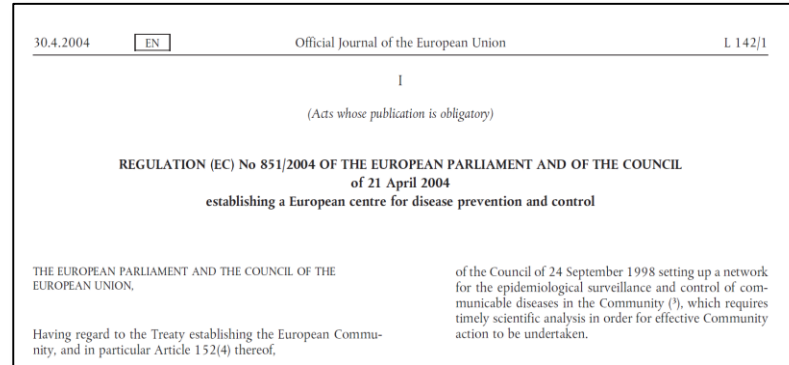 30.4.2004 EN Official Journal of the European Union L 142/1
I
(Acts whose publication is obligatory)
REGULATION (EC) No 851/2004 OF THE EUROPEAN PARLIAMENT AND OF THE COUNCIL
of 21 April 2004
establishing a European centre for disease prevention and control
THE EUROPEAN PARLIAMENT AND THE COUNCIL OF THE
EUROPEAN UNION,
Having regard to the Treaty establishing the European Commu-
nity, and in particular Article 152(4) thereof,
of the Council of 24 September 1998 setting up a network
for the epidemiological surveillance and control of com-
municable diseases in the Community (³), which requires
timely scientific analysis in order for effective Community
action to be undertaken.